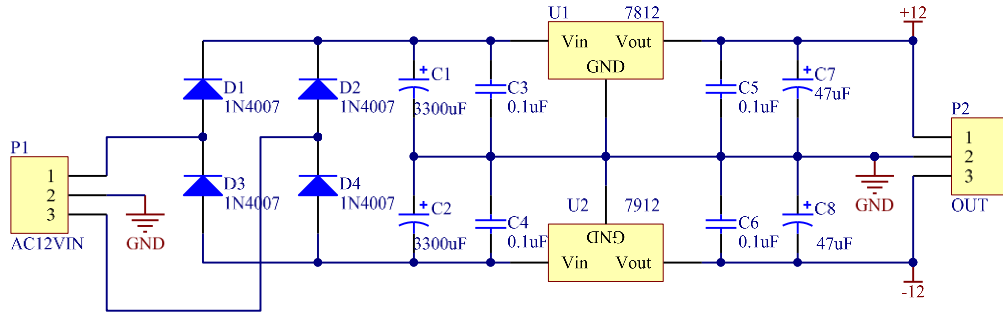 U1 7812
+12
Vin Vout
GND
D1
1N4007
D2
1N4007
+ C1
3300uF
C3
0.1uF
C5
0.1uF
+ C7
47uF
P1
1
2
3
AC12VIN
GND
P2
1
2
3
OUT
GND
D3
1N4007
D4
1N4007
+ C2
3300uF
C4
0.1uF
U2 7912
GND
Vin Vout
C6
0.1uF
+ C8
47uF
-12